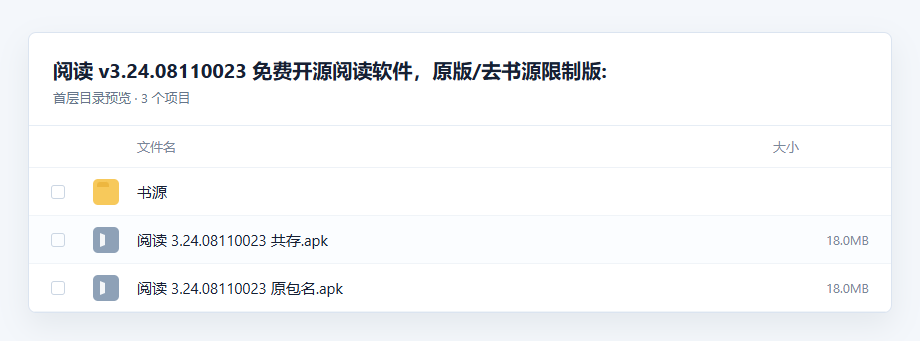 阅读 v3.24.08110023 免费开源阅读软件，原版/去书源限制版:
首层目录预览 · 3 个项目
文件名 大小
书源
阅读 3.24.08110023 共存.apk 18.0MB
阅读 3.24.08110023 原包名.apk 18.0MB